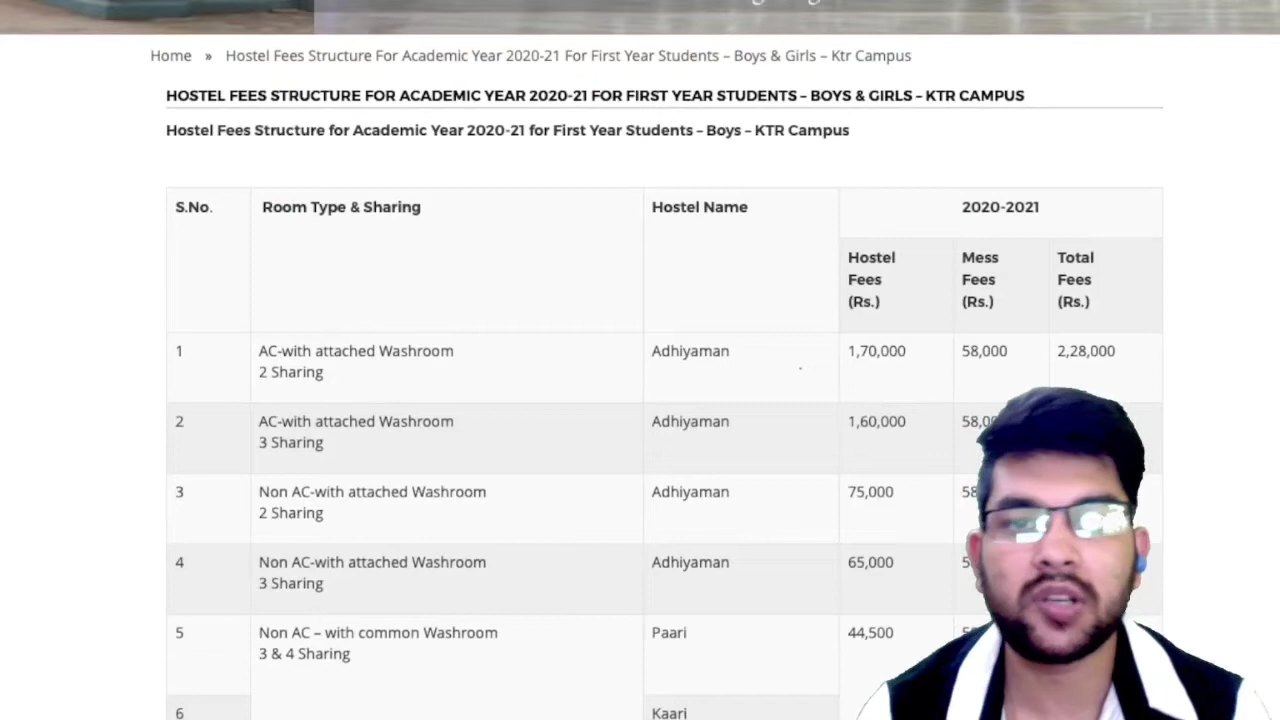 Home » Hostel Fees Structure For Academic Year 2020-21 For First Year Students – Boys & Girls – Ktr Campus
HOSTEL FEES STRUCTURE FOR ACADEMIC YEAR 2020-21 FOR FIRST YEAR STUDENTS – BOYS & GIRLS – KTR CAMPUS
Hostel Fees Structure for Academic Year 2020-21 for First Year Students – Boys – KTR Campus
S.No. Room Type & Sharing Hostel Name 2020-2021
Hostel Mess Total
Fees Fees Fees
(Rs.) (Rs.) (Rs.)
1 AC-with attached Washroom Adhiyaman 1,70,000 58,000 2,28,000
2 Sharing
2 AC-with attached Washroom Adhiyaman 1,60,000
3 Sharing
3 Non AC-with attached Washroom Adhiyaman 75,000
2 Sharing
4 Non AC-with attached Washroom Adhiyaman 65,000
3 Sharing
5 Non AC – with common Washroom Paari 44,500
3 & 4 Sharing
6 Kaari